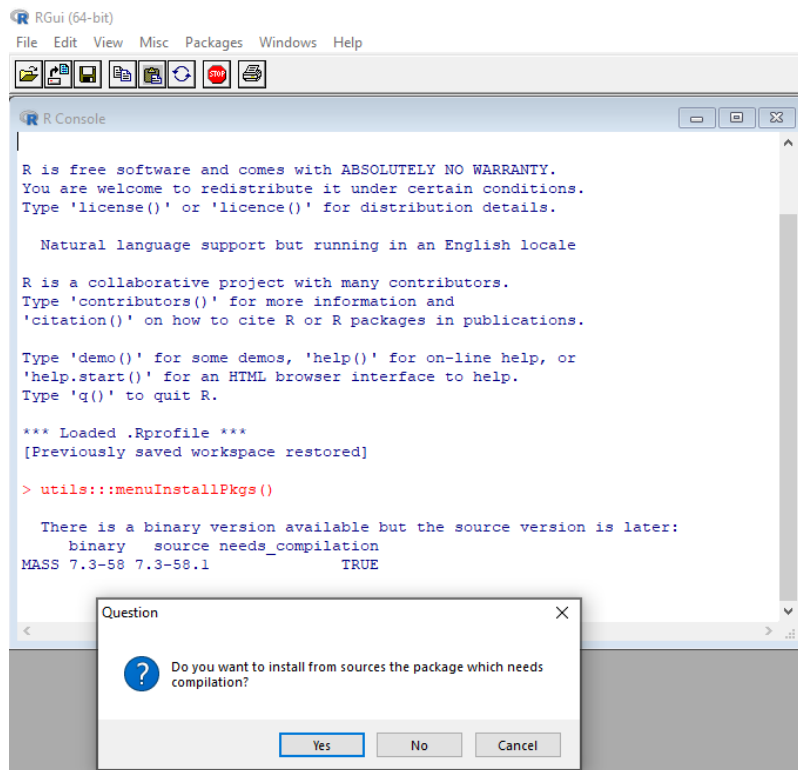 RGui (64-bit)
File Edit View Misc Packages Windows Help
STOP
R Console
R is free software and comes with ABSOLUTELY NO WARRANTY.
You are welcome to redistribute it under certain conditions.
Type 'license()' or 'licence()' for distribution details.
Natural language support but running in an English locale
R is a collaborative project with many contributors.
Type 'contributors()' for more information and
'citation()' on how to cite R or R packages in publications.
Type 'demo()' for some demos, 'help()' for on-line help, or
'help.start()' for an HTML browser interface to help.
Type 'q()' to quit R.
*** Loaded .Rprofile ***
[Previously saved workspace restored]
> utils:::menuInstallPkgs()
There is a binary version available but the source version is later:
binary source needs_compilation
MASS 7.3-58 7.3-58.1 TRUE
Question
Do you want to install from sources the package which needs
compilation?
Yes No Cancel